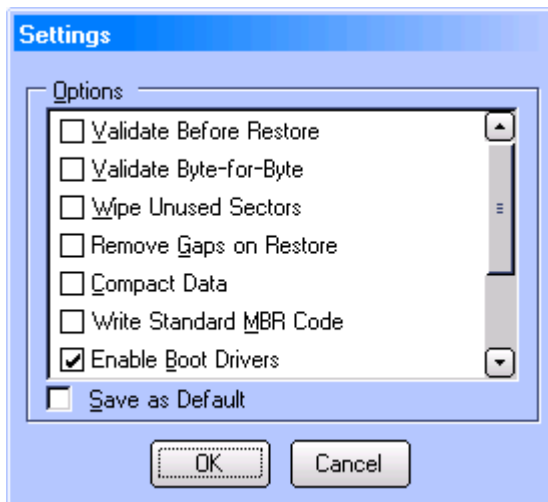 Settings
Options
Validate Before Restore
Validate Byte-for-Byte
Wipe Unused Sectors
Remove Gaps on Restore
Compact Data
Write Standard MBR Code
Enable Boot Drivers
Save as Default
OK
Cancel